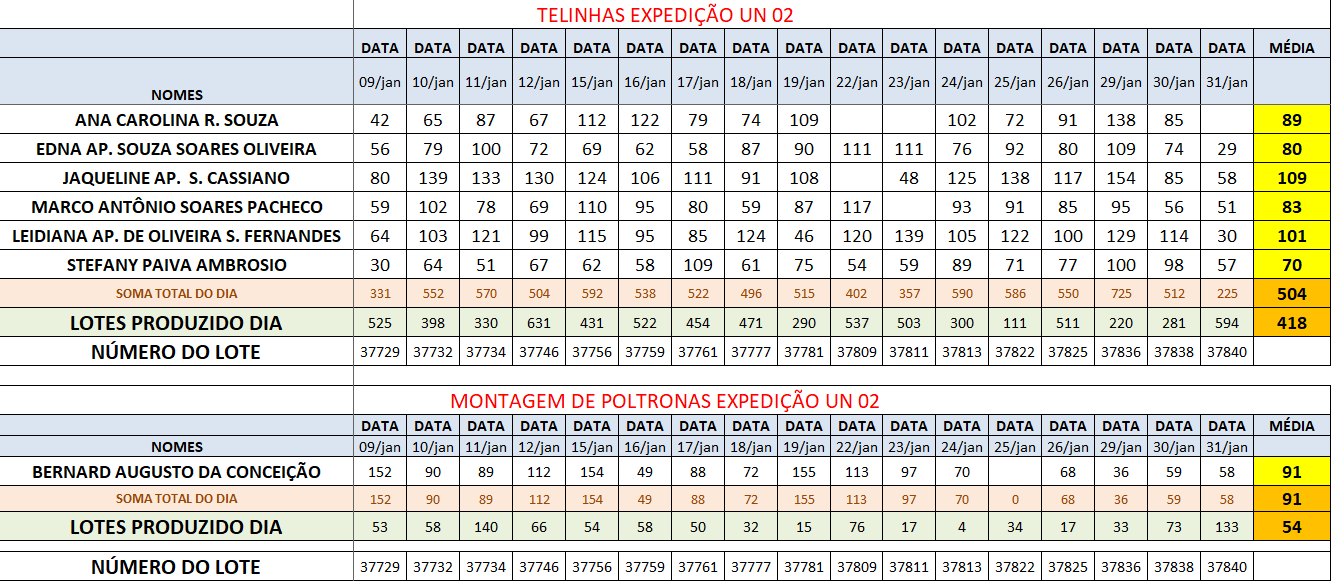 TELINHAS EXPEDIÇÃO UN 02
DATA DATA DATA DATA DATA DATA DATA DATA DATA DATA DATA DATA DATA DATA DATA DATA DATA MÉDIA
NOMES 09/jan 10/jan 11/jan 12/jan 15/jan 16/jan 17/jan 18/jan 19/jan 22/jan 23/jan 24/jan 25/jan 26/jan 29/jan 30/jan 31/jan
ANA CAROLINA R. SOUZA 42 65 87 67 112 122 79 74 109 102 72 91 138 85 89
EDNA AP. SOUZA SOARES OLIVEIRA 56 79 100 72 69 62 58 87 90 111 111 76 92 80 109 74 29 80
JAQUELINE AP. S. CASSIANO 80 139 133 130 124 106 111 91 108 48 125 138 117 154 85 58 109
MARCO ANTÔNIO SOARES PACHECO 59 102 78 69 110 95 80 59 87 117 93 91 85 95 56 51 83
LEIDIANA AP. DE OLIVEIRA S. FERNANDES 64 103 121 99 115 95 85 124 46 120 139 105 122 100 129 114 30 101
STEFANY PAIVA AMBROSIO 30 64 51 67 62 58 109 61 75 54 59 89 71 77 100 98 57 70
SOMA TOTAL DO DIA 331 552 570 504 592 538 522 496 515 402 357 590 586 550 725 512 225 504
LOTES PRODUZIDO DIA 525 398 330 631 431 522 454 471 290 537 503 300 111 511 220 281 594 418
NÚMERO DO LOTE 37729 37732 37734 37746 37756 37759 37761 37777 37781 37809 37811 37813 37822 37825 37836 37838 37840
MONTAGEM DE POLTRONAS EXPEDIÇÃO UN 02
DATA DATA DATA DATA DATA DATA DATA DATA DATA DATA DATA DATA DATA DATA DATA DATA DATA MÉDIA
NOMES 09/jan 10/jan 11/jan 12/jan 15/jan 16/jan 17/jan 18/jan 19/jan 22/jan 23/jan 24/jan 25/jan 26/jan 29/jan 30/jan 31/jan
BERNARD AUGUSTO DA CONCEIÇÃO 152 90 89 112 154 49 88 72 155 113 97 70 68 36 59 58 91
SOMA TOTAL DO DIA 152 90 89 112 154 49 88 72 155 113 97 70 0 68 36 59 58 91
LOTES PRODUZIDO DIA 53 58 140 66 54 58 50 32 15 76 17 4 34 17 33 73 133 54
NÚMERO DO LOTE 37729 37732 37734 37746 37756 37759 37761 37777 37781 37809 37811 37813 37822 37825 37836 37838 37840